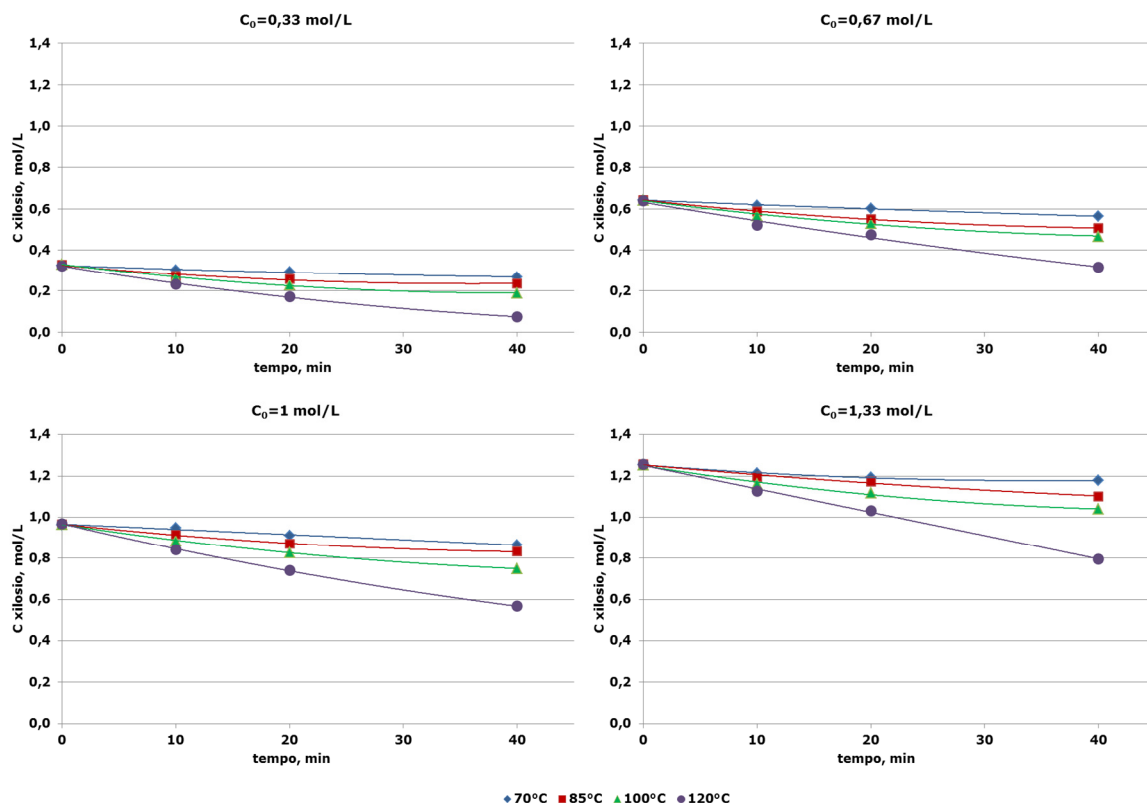 C₀=0,33 mol/L
1,4
1,2
1,0
0,8
0,6
0,4
0,2
0,0
C xilosio, mol/L
0 10 20 30 40
tempo, min
C₀=0,67 mol/L
1,4
1,2
1,0
0,8
0,6
0,4
0,2
0,0
C xilosio, mol/L
0 10 20 30 40
tempo, min
C₀=1 mol/L
1,4
1,2
1,0
0,8
0,6
0,4
0,2
0,0
C xilosio, mol/L
0 10 20 30 40
tempo, min
C₀=1,33 mol/L
1,4
1,2
1,0
0,8
0,6
0,4
0,2
0,0
C xilosio, mol/L
0 10 20 30 40
tempo, min
70°C 85°C 100°C 120°C